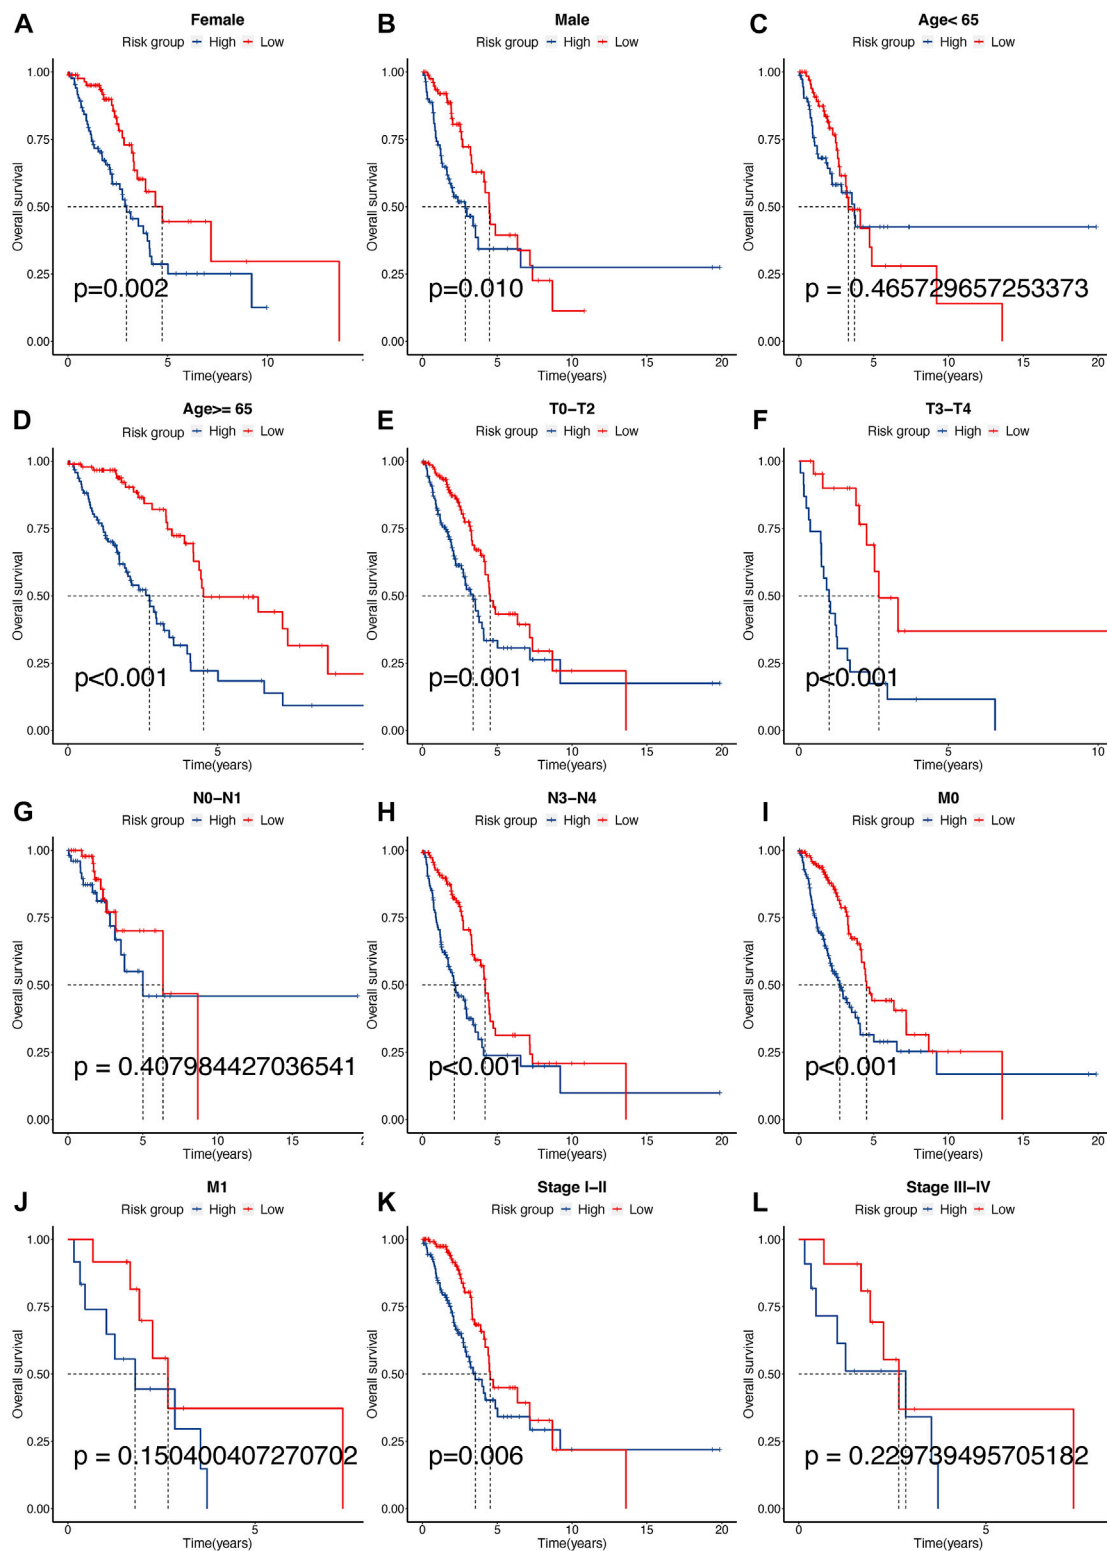 A
Female
Risk group High Low
1.00
0.75
0.50
0.25
0.00
Overall survival
p=0.002
0 5 10
Time(years)
B
Male
Risk group High Low
1.00
0.75
0.50
0.25
0.00
Overall survival
p=0.010
0 5 10 15 20
Time(years)
C
Age< 65
Risk group High Low
1.00
0.75
0.50
0.25
0.00
Overall survival
p = 0.465729657253373
0 5 10 15 20
Time(years)
D
Age>= 65
Risk group High Low
1.00
0.75
0.50
0.25
0.00
Overall survival
p<0.001
0 5
Time(years)
E
T0−T2
Risk group High Low
1.00
0.75
0.50
0.25
0.00
Overall survival
p=0.001
0 5 10 15 20
Time(years)
F
T3−T4
Risk group High Low
1.00
0.75
0.50
0.25
0.00
Overall survival
p<0.001
0 5 10
Time(years)
G
N0−N1
Risk group High Low
1.00
0.75
0.50
0.25
0.00
Overall survival
p = 0.407984427036541
0 5 10 15
Time(years)
H
N3−N4
Risk group High Low
1.00
0.75
0.50
0.25
0.00
Overall survival
p<0.001
0 5 10 15 20
Time(years)
I
M0
Risk group High Low
1.00
0.75
0.50
0.25
0.00
Overall survival
p<0.001
0 5 10 15 20
Time(years)
J
M1
Risk group High Low
1.00
0.75
0.50
0.25
0.00
Overall survival
p = 0.150400407270702
0 5
Time(years)
K
Stage I−II
Risk group High Low
1.00
0.75
0.50
0.25
0.00
Overall survival
p=0.006
0 5 10 15 20
Time(years)
L
Stage III−IV
Risk group High Low
1.00
0.75
0.50
0.25
0.00
Overall survival
p = 0.229739495705182
0 5
Time(years)